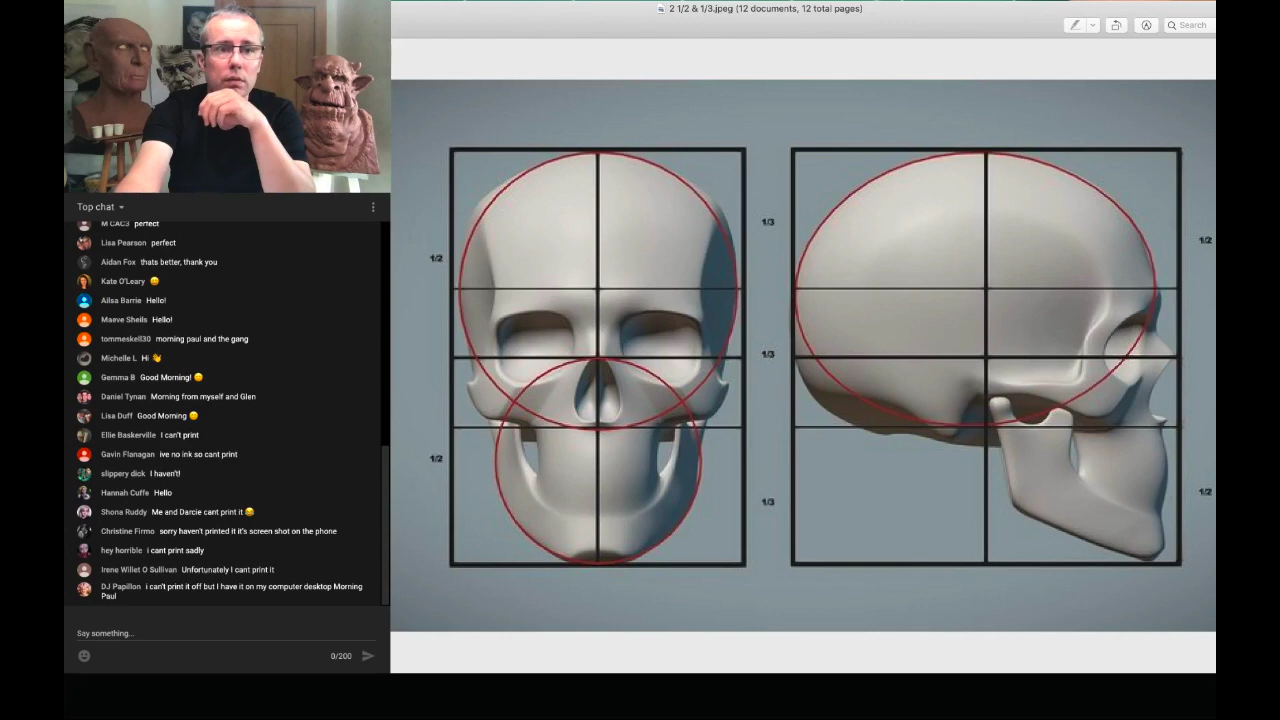 2 1/2 & 1/3.jpeg (12 documents, 12 total pages)
Search
Top chat
M CAC3 perfect
Lisa Pearson perfect
Aidan Fox thats better, thank you
Kate O'Leary 😀
Ailsa Barrie Hello!
Maeve Sheils Hello!
tommeskell30 morning paul and the gang
Michelle L Hi 👋
Gemma B Good Morning! 😊
Daniel Tynan Morning from myself and Glen
Lisa Duff Good Morning 😊
Ellie Baskerville I can't print
Gavin Flanagan ive no ink so cant print
slippery dick I haven't!
Hannah Cuffe Hello
Shona Ruddy Me and Darcie cant print it 😂
Christine Firmo sorry haven't printed it it's screen shot on the phone
hey horrible i cant print sadly
Irene Willet O Sullivan Unfortunately I cant print it
DJ Papillon i can't print it off but I have it on my computer desktop Morning
Paul
Say something...
0/200
1/2
1/2
1/3
1/3
1/3
1/2
1/2